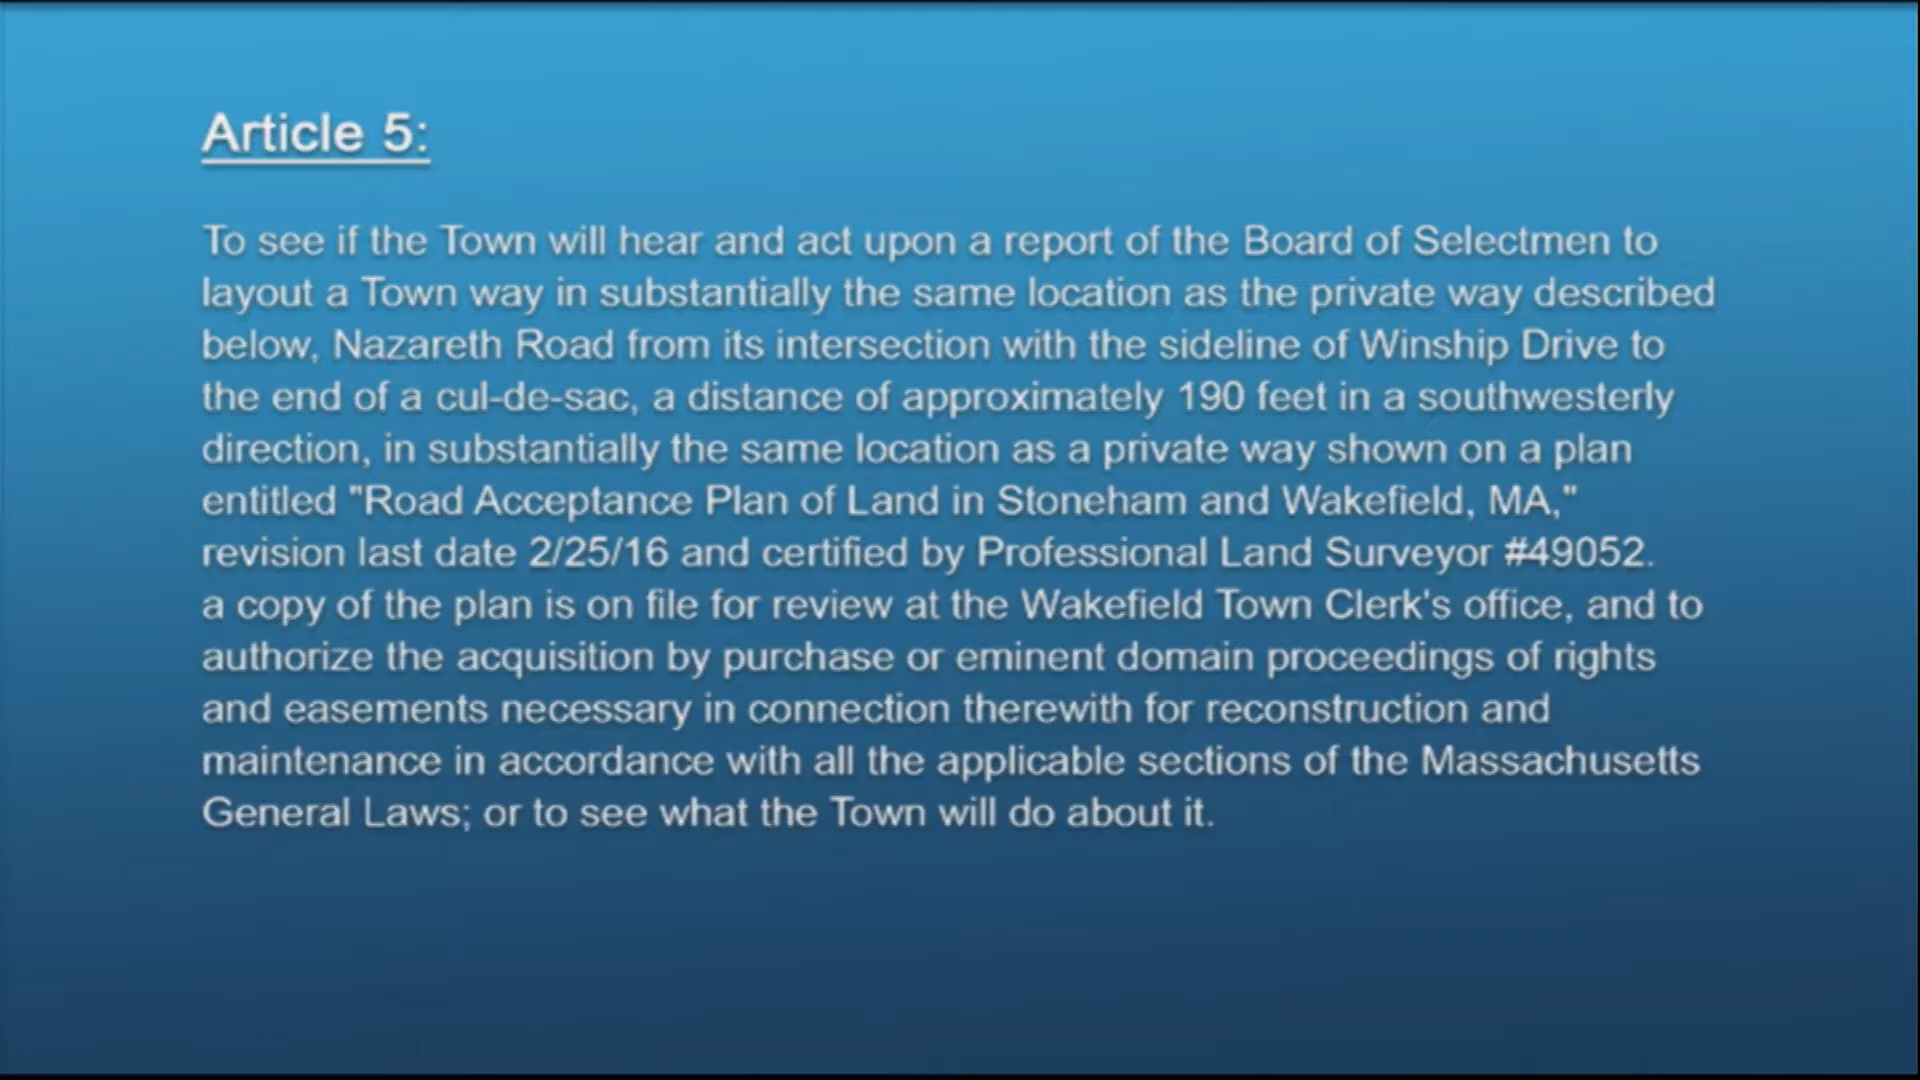 Article 5:
To see if the Town will hear and act upon a report of the Board of Selectmen to
layout a Town way in substantially the same location as the private way described
below, Nazareth Road from its intersection with the sideline of Winship Drive to
the end of a cul-de-sac, a distance of approximately 190 feet in a southwesterly
direction, in substantially the same location as a private way shown on a plan
entitled "Road Acceptance Plan of Land in Stoneham and Wakefield, MA,"
revision last date 2/25/16 and certified by Professional Land Surveyor #49052.
a copy of the plan is on file for review at the Wakefield Town Clerk's office, and to
authorize the acquisition by purchase or eminent domain proceedings of rights
and easements necessary in connection therewith for reconstruction and
maintenance in accordance with all the applicable sections of the Massachusetts
General Laws; or to see what the Town will do about it.